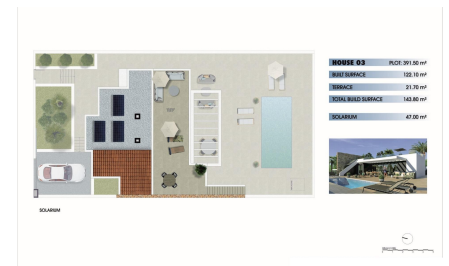 HOUSE 03 PLOT: 391.50 m²
BUILT SURFACE 122.10 m²
TERRACE 21.70 m²
TOTAL BUILD SURFACE 143.80 m²
SOLARIUM 47.00 m²
SOLARIUM